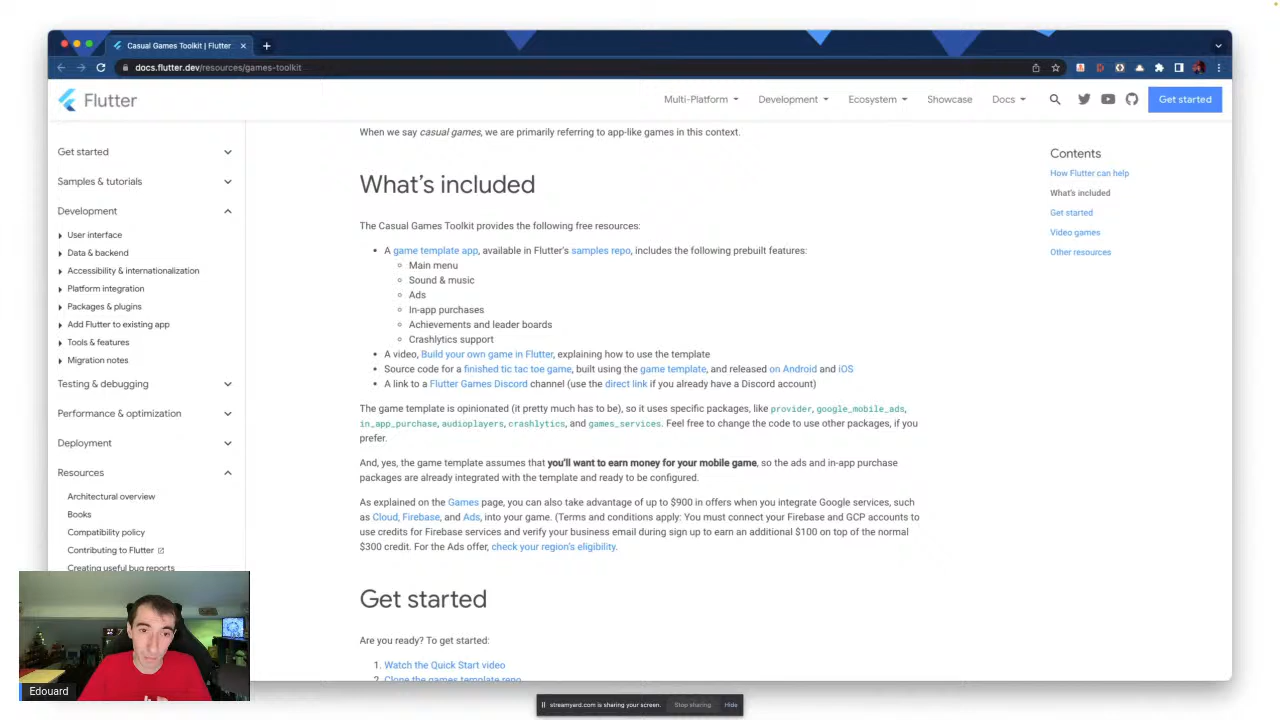 Casual Games Toolkit | Flutter
docs.flutter.dev/resources/games-toolkit
Flutter
Multi-Platform
Development
Ecosystem
Showcase
Docs
Get started
When we say casual games, we are primarily referring to app-like games in this context.
Get started
Samples & tutorials
Development
User interface
Data & backend
Accessibility & internationalization
Platform integration
Packages & plugins
Add Flutter to existing app
Tools & features
Migration notes
Testing & debugging
Performance & optimization
Deployment
Resources
Architectural overview
Books
Compatibility policy
Contributing to Flutter
Creating useful bug reports
What's included
The Casual Games Toolkit provides the following free resources:
A game template app, available in Flutter's samples repo, includes the following prebuilt features:
Main menu
Sound & music
Ads
In-app purchases
Achievements and leader boards
Crashlytics support
A video, Build your own game in Flutter, explaining how to use the template
Source code for a finished tic tac toe game, built using the game template, and released on Android and iOS
A link to a Flutter Games Discord channel (use the direct link if you already have a Discord account)
The game template is opinionated (it pretty much has to be), so it uses specific packages, like provider, google_mobile_ads,
in_app_purchase, audioplayers, crashlytics, and games_services. Feel free to change the code to use other packages, if you
prefer.
And, yes, the game template assumes that you'll want to earn money for your mobile game, so the ads and in-app purchase
packages are already integrated with the template and ready to be configured.
As explained on the Games page, you can also take advantage of up to $900 in offers when you integrate Google services, such
as Cloud, Firebase, and Ads, into your game. (Terms and conditions apply: You must connect your Firebase and GCP accounts to
use credits for Firebase services and verify your business email during sign up to earn an additional $100 on top of the normal
$300 credit. For the Ads offer, check your region's eligibility.
Get started
Are you ready? To get started:
1. Watch the Quick Start video
2. Clone the games template repo
Contents
How Flutter can help
What's included
Get started
Video games
Other resources
Edouard
streamyard.com is sharing your screen.
Stop sharing
Hide